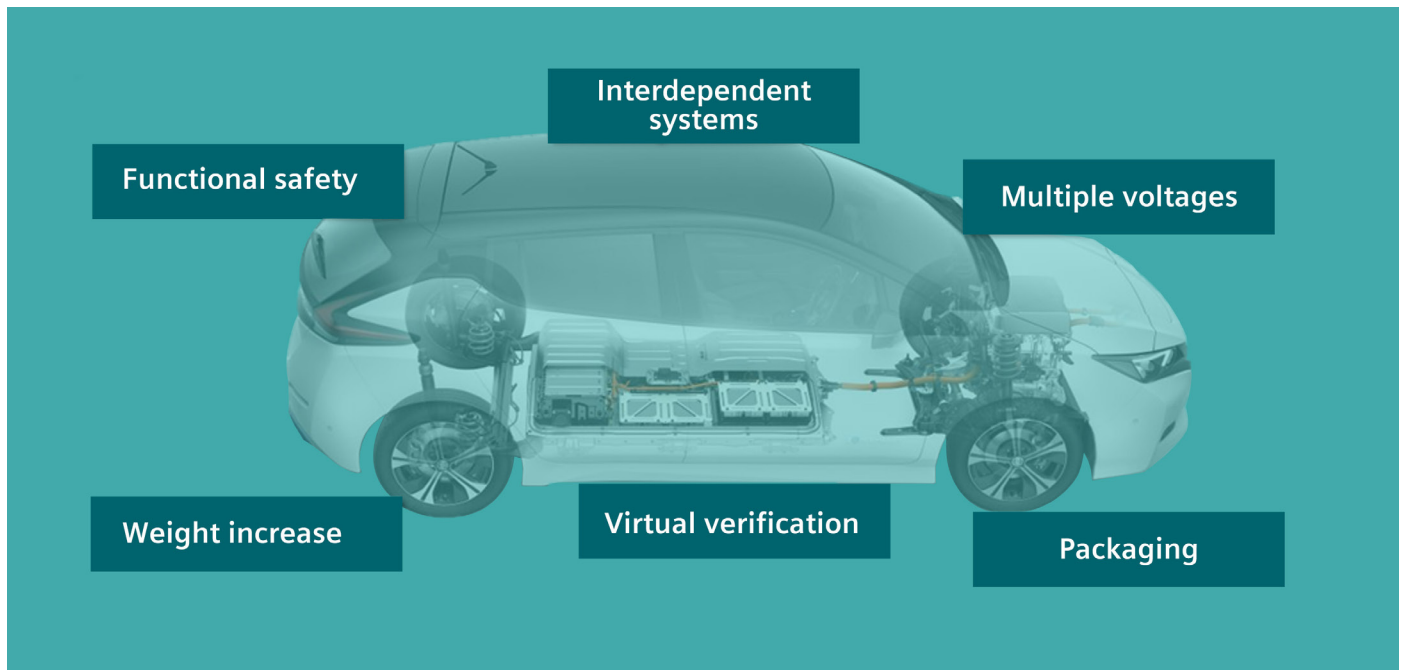 Interdependent
systems
Functional safety
Multiple voltages
Weight increase
Virtual verification
Packaging